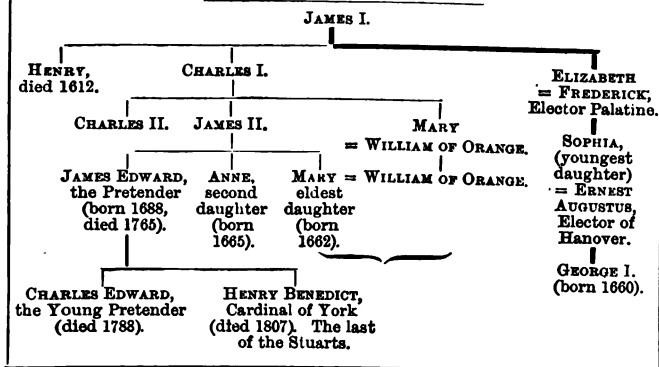 JAMES I.
HENRY,
died 1612.
CHARLES I.
ELIZABETH
= FREDERICK,
Elector Palatine.
CHARLES II.
JAMES II.
MARY
= WILLIAM OF ORANGE.
SOPHIA,
(youngest
daughter)
= ERNEST
AUGUSTUS,
Elector of
Hanover.
JAMES EDWARD,
the Pretender
(born 1688,
died 1765).
ANNE,
second
daughter
(born
1665).
MARY = WILLIAM OF ORANGE.
eldest
daughter
(born
1662).
GEORGE I.
(born 1660).
CHARLES EDWARD,
the Young Pretender
(died 1788).
HENRY BENEDICT,
Cardinal of York
(died 1807). The last
of the Stuarts.